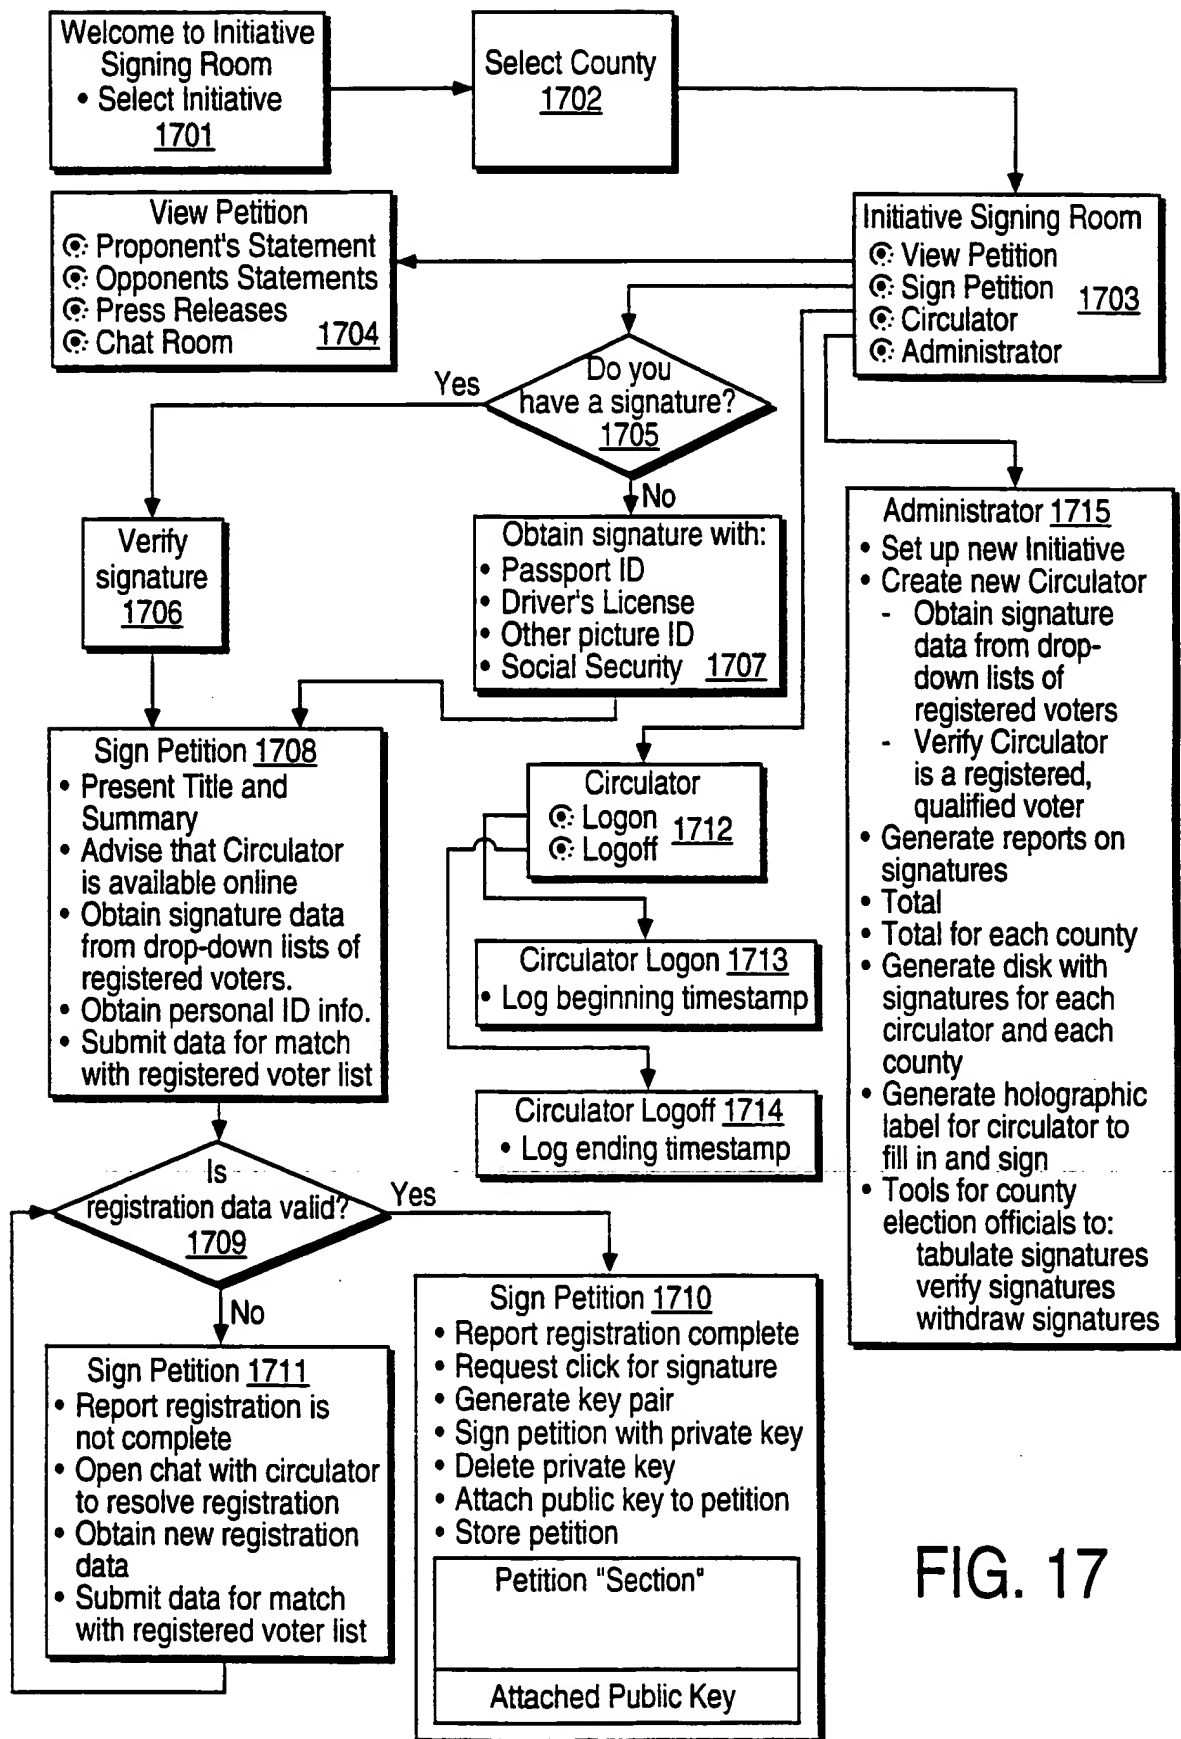 Welcome to Initiative
Signing Room
• Select Initiative
1701
Select County
1702
View Petition
Proponent's Statement
Opponents Statements
Press Releases
Chat Room 1704
Initiative Signing Room
View Petition
Sign Petition 1703
Circulator
Administrator
Do you
have a signature?
1705
Yes
No
Verify
signature
1706
Obtain signature with:
• Passport ID
• Driver's License
• Other picture ID
• Social Security 1707
Administrator 1715
• Set up new Initiative
• Create new Circulator
- Obtain signature
data from drop-
down lists of
registered voters
- Verify Circulator
is a registered,
qualified voter
• Generate reports on
signatures
• Total
• Total for each county
• Generate disk with
signatures for each
circulator and each
county
• Generate holographic
label for circulator to
fill in and sign
• Tools for county
election officials to:
tabulate signatures
verify signatures
withdraw signatures
Sign Petition 1708
• Present Title and
Summary
• Advise that Circulator
is available online
• Obtain signature data
from drop-down lists of
registered voters.
• Obtain personal ID info.
• Submit data for match
with registered voter list
Circulator
Logon 1712
Logoff
Circulator Logon 1713
• Log beginning timestamp
Circulator Logoff 1714
• Log ending timestamp
Is
registration data valid?
1709
Yes
No
Sign Petition 1711
• Report registration is
not complete
• Open chat with circulator
to resolve registration
• Obtain new registration
data
• Submit data for match
with registered voter list
Sign Petition 1710
• Report registration complete
• Request click for signature
• Generate key pair
• Sign petition with private key
• Delete private key
• Attach public key to petition
• Store petition
Petition "Section"
Attached Public Key
FIG. 17